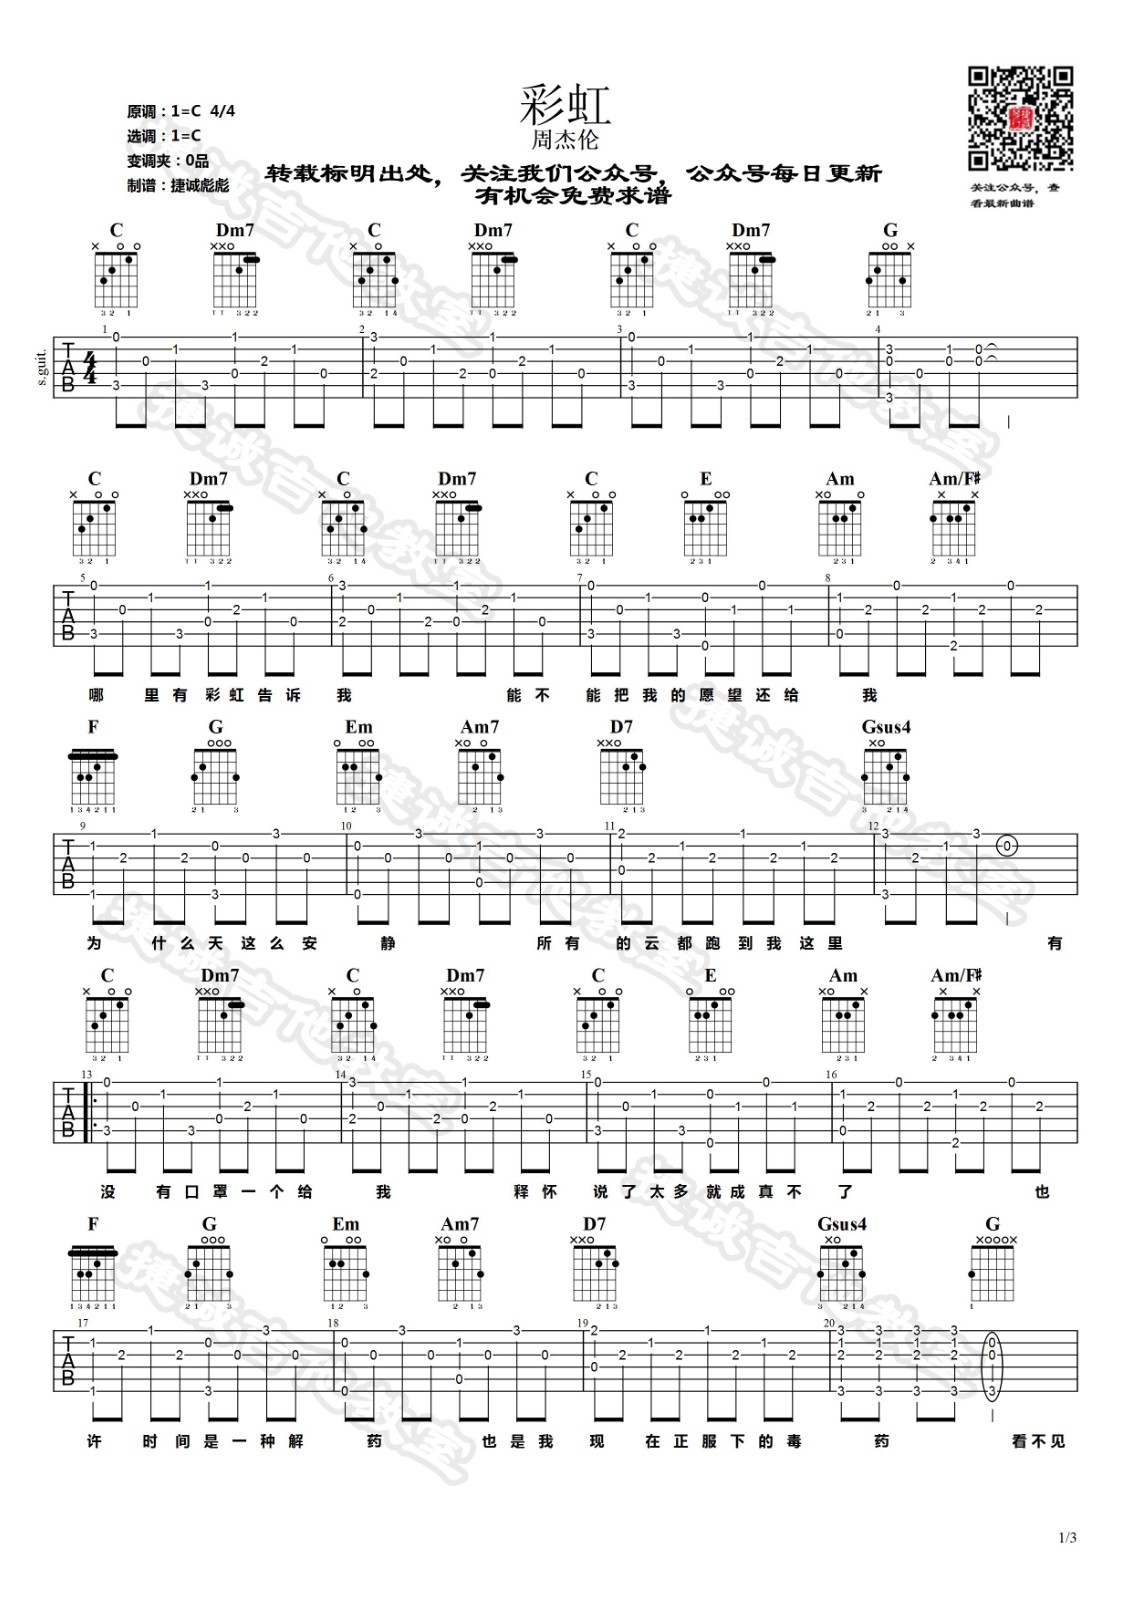 彩虹
周杰伦
原调：1=C 4/4
选调：1=C
变调夹：0品
制谱：捷诚彪彪
转载标明出处，关注我们公众号，公众号每日更新
有机会免费求谱
关注公众号，查
看最新曲谱
C Dm7 C Dm7 C Dm7 G
s.guit.
哪 里有彩虹告诉 我 能不 能把我的愿望还给 我
C Dm7 C Dm7 C E Am Am/F#
F G Em Am7 D7 Gsus4
为 什么天这么安 静 所有 的云都跑到我这里 有
C Dm7 C Dm7 C E Am Am/F#
没 有口罩一个给 我 释怀 说了太多就成真不 了 也
F G Em Am7 D7 Gsus4 G
许 时间是一种解 药 也是我 现 在正服下的毒 药 看不见
1/3
捷诚吉他教室